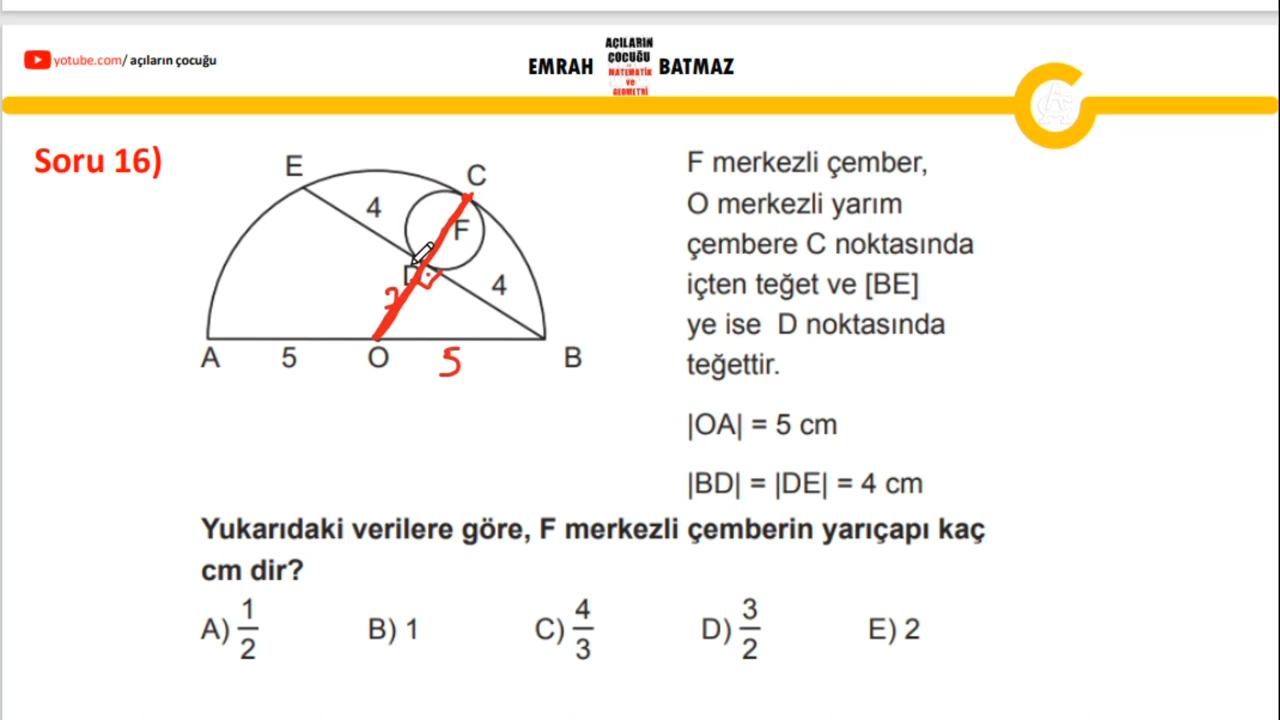 yotube.com/ açıların çocuğu
EMRAH
AÇILARIN
ÇOCUĞU
MATEMATİK
ve
GEOMETRİ
BATMAZ
Soru 16)
E
C
4
F
D
4
A
5
O
5
B
F merkezli çember,
O merkezli yarım
çembere C noktasında
içten teğet ve [BE]
ye ise D noktasında
teğettir.
|OA| = 5 cm
|BD| = |DE| = 4 cm
Yukarıdaki verilere göre, F merkezli çemberin yarıçapı kaç
cm dir?
A) 1/2 B) 1 C) 4/3 D) 3/2 E) 2